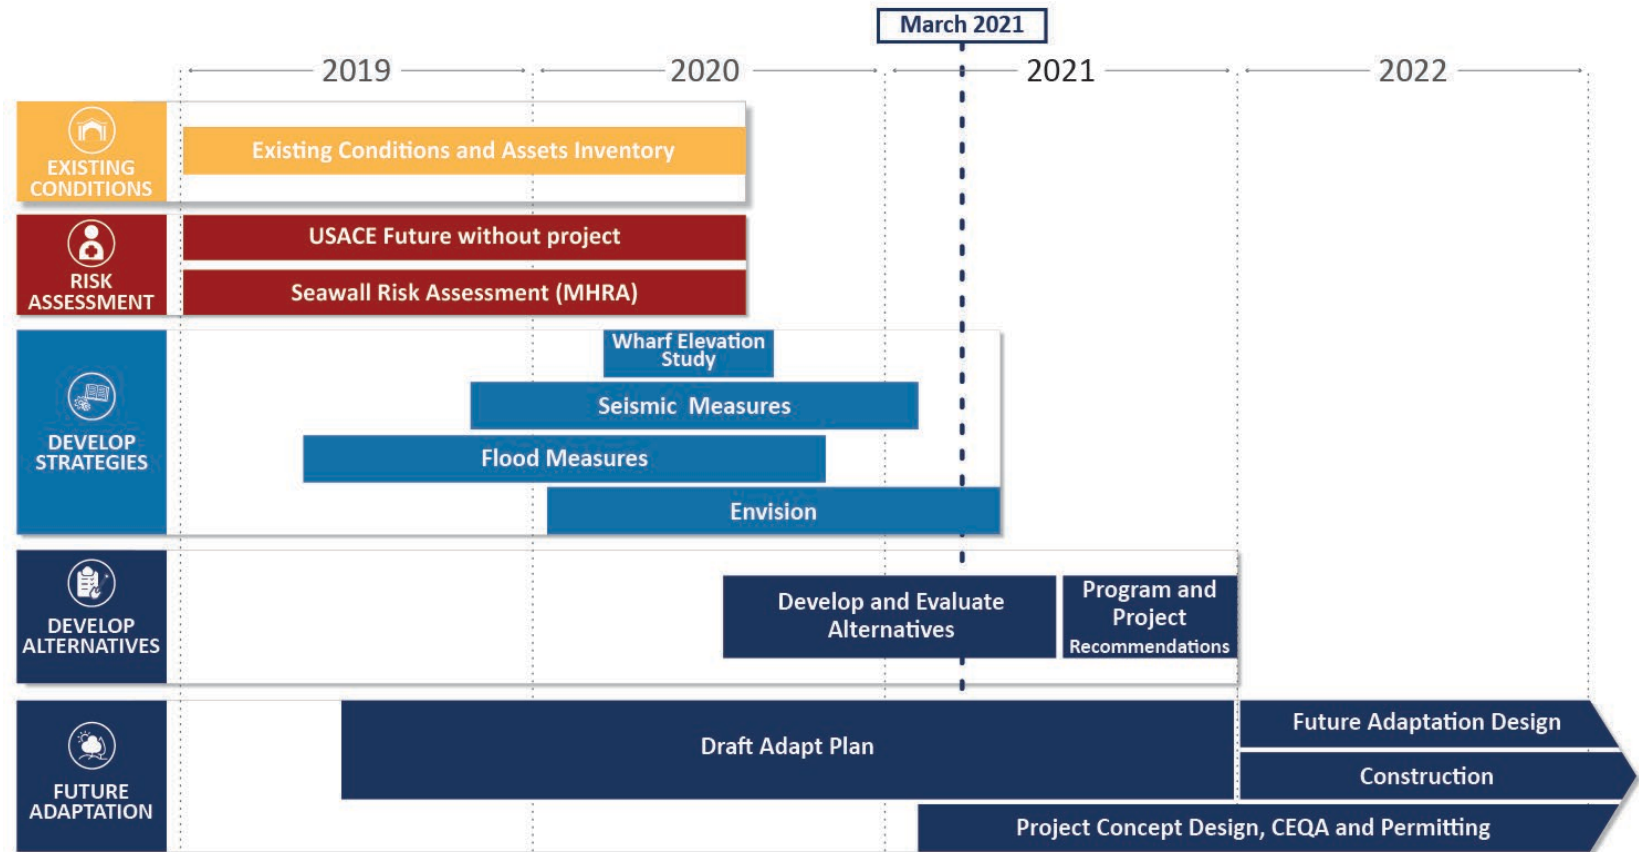 March 2021
2019
2020
2021
2022
EXISTING
CONDITIONS
Existing Conditions and Assets Inventory
RISK
ASSESSMENT
USACE Future without project
Seawall Risk Assessment (MHRA)
DEVELOP
STRATEGIES
Wharf Elevation
Study
Seismic Measures
Flood Measures
Envision
DEVELOP
ALTERNATIVES
Develop and Evaluate
Alternatives
Program and
Project
Recommendations
FUTURE
ADAPTATION
Draft Adapt Plan
Future Adaptation Design
Construction
Project Concept Design, CEQA and Permitting